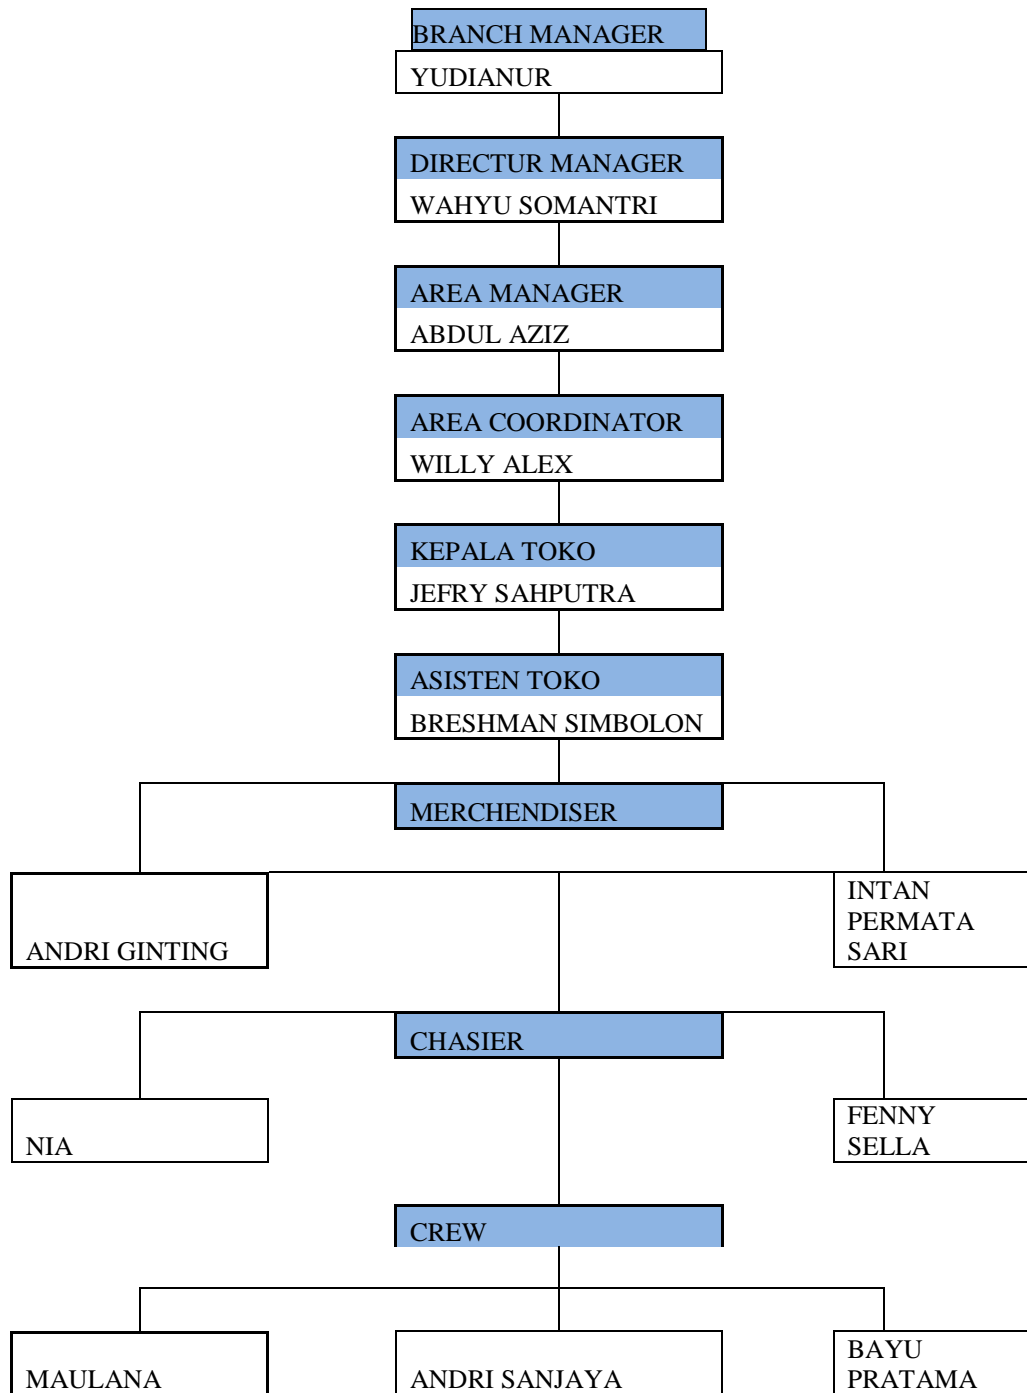 BRANCH MANAGER
YUDIANUR
DIRECTUR MANAGER
WAHYU SOMANTRI
AREA MANAGER
ABDUL AZIZ
AREA COORDINATOR
WILLY ALEX
KEPALA TOKO
JEFRY SAHPUTRA
ASISTEN TOKO
BRESHMAN SIMBOLON
MERCHENDISER
ANDRI GINTING
INTAN
PERMATA
SARI
CHASIER
NIA
FENNY
SELLA
CREW
MAULANA
ANDRI SANJAYA
BAYU
PRATAMA